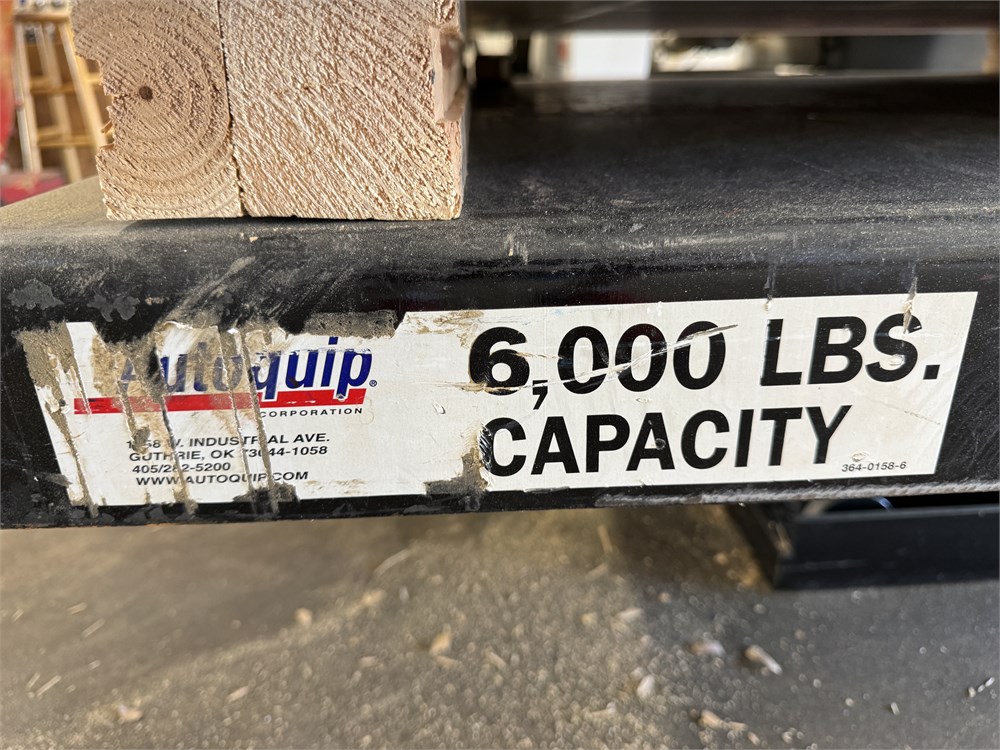 Autoquip®
CORPORATION
W. INDUSTRIAL AVE.
GUTHRIE, OK 73044-1058
405/282-5200
WWW.AUTOQUIP.COM
6,000 LBS.
CAPACITY
364-0158-6